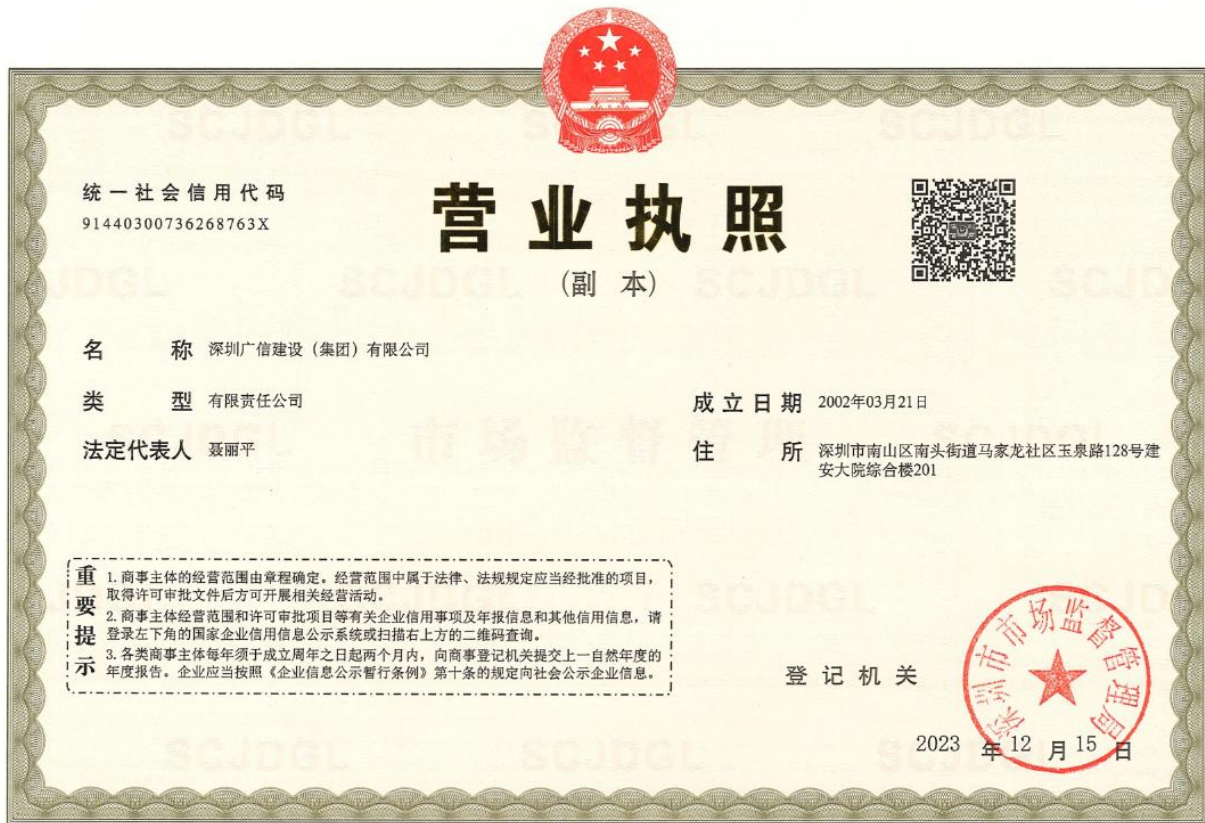 统一社会信用代码
91440300736268763X
营业执照
(副 本)
名 称 深圳广信建设（集团）有限公司
类 型 有限责任公司
成立日期 2002年03月21日
法定代表人 聂丽平
住 所 深圳市南山区南头街道马家龙社区玉泉路128号建
安大院综合楼201
重要提示
1. 商事主体的经营范围由章程确定。经营范围中属于法律、法规规定应当经批准的项目，
取得许可审批文件后方可开展相关经营活动。
2. 商事主体经营范围和许可审批项目等有关企业信用事项及年报信息和其他信用信息，请
登录左下角的国家企业信用信息公示系统或扫描右上方的二维码查询。
3. 各类商事主体每年须于成立周年之日起两个月内，向商事登记机关提交上一自然年度的
年度报告。企业应当按照《企业信息公示暂行条例》第十条的规定向社会公示企业信息。
登记机关
深圳市市场监督管理局
2023 年 12 月 15 日
SCJDGL
市场监督管理